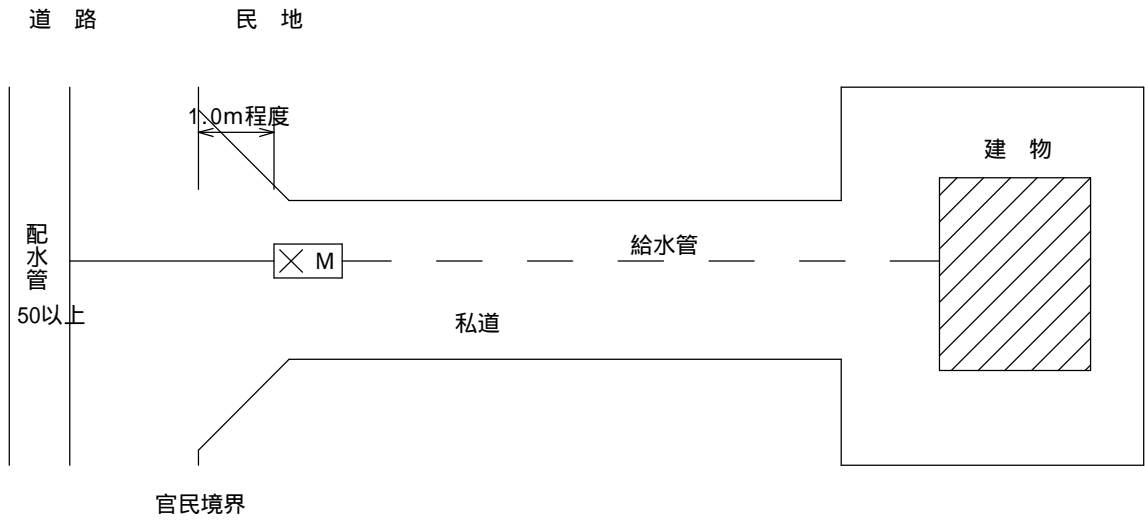 道 路
民 地
1.0m程度
建 物
配水管
50以上
M
給水管
私道
官民境界